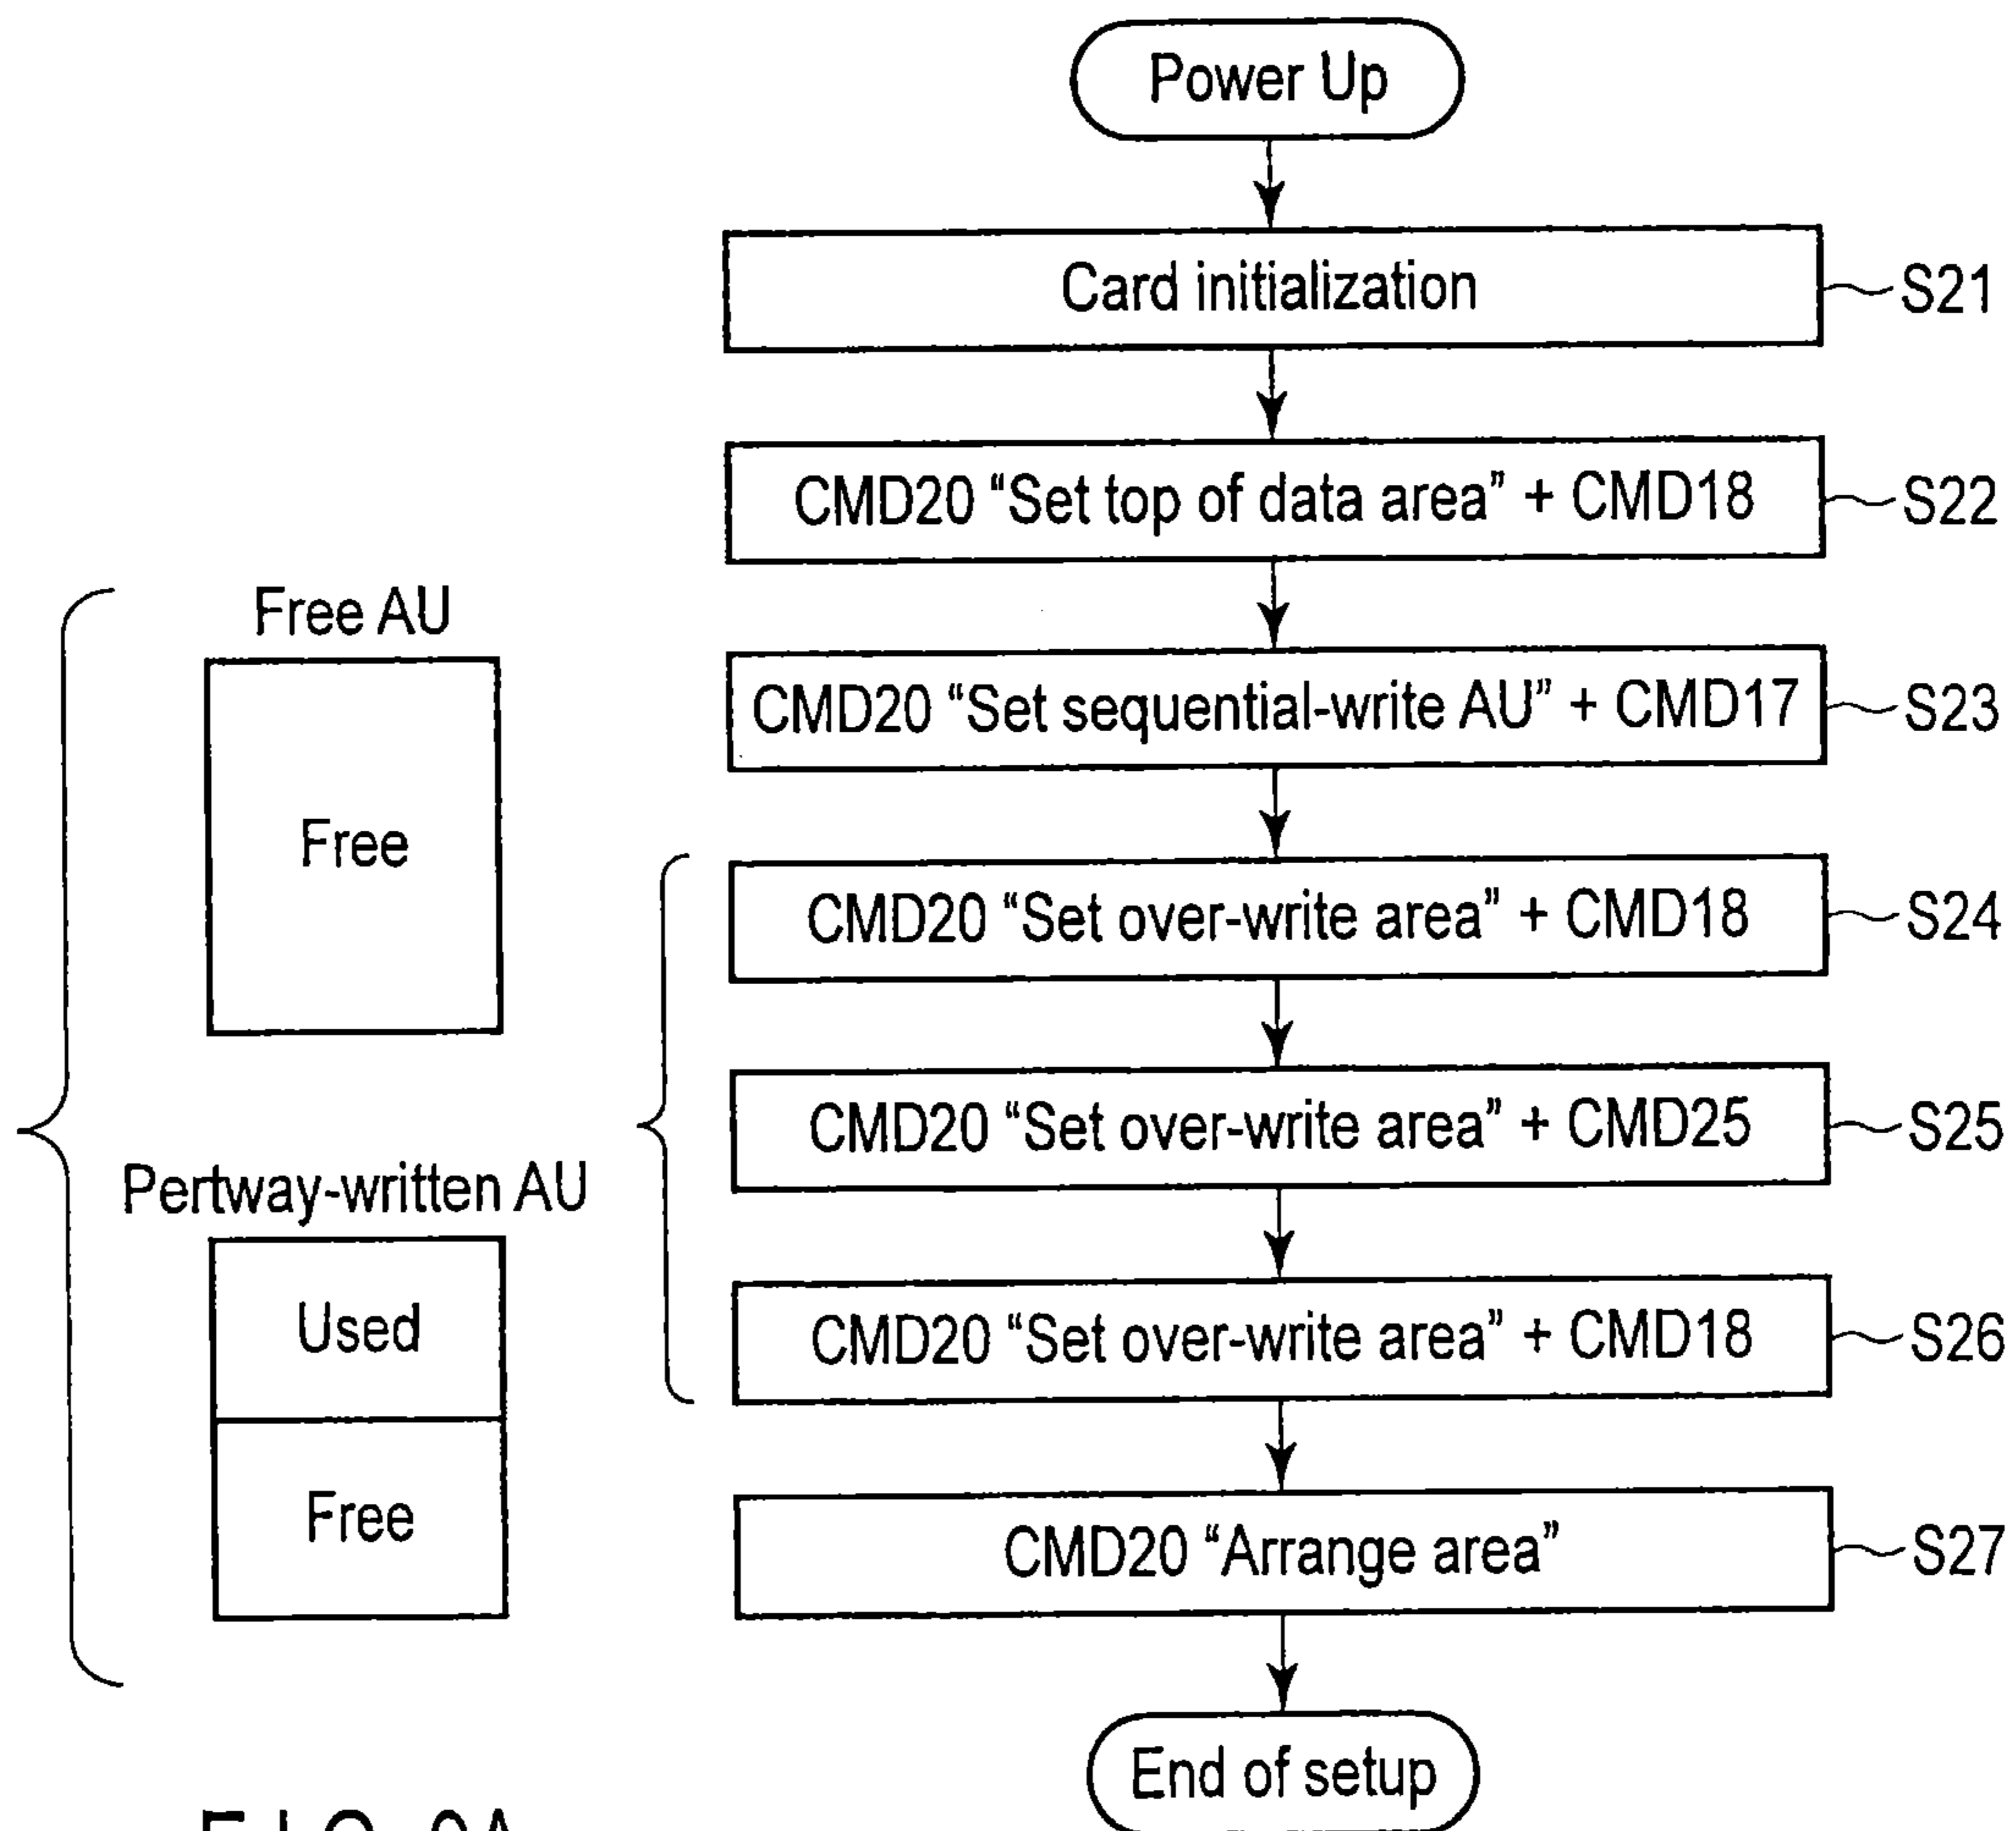 Power Up
Card initialization
S21
CMD20 “Set top of data area” + CMD18
S22
CMD20 “Set sequential-write AU” + CMD17
S23
CMD20 “Set over-write area” + CMD18
S24
CMD20 “Set over-write area” + CMD25
S25
CMD20 “Set over-write area” + CMD18
S26
CMD20 “Arrange area”
S27
End of setup
Free AU
Free
Pertway-written AU
Used
Free